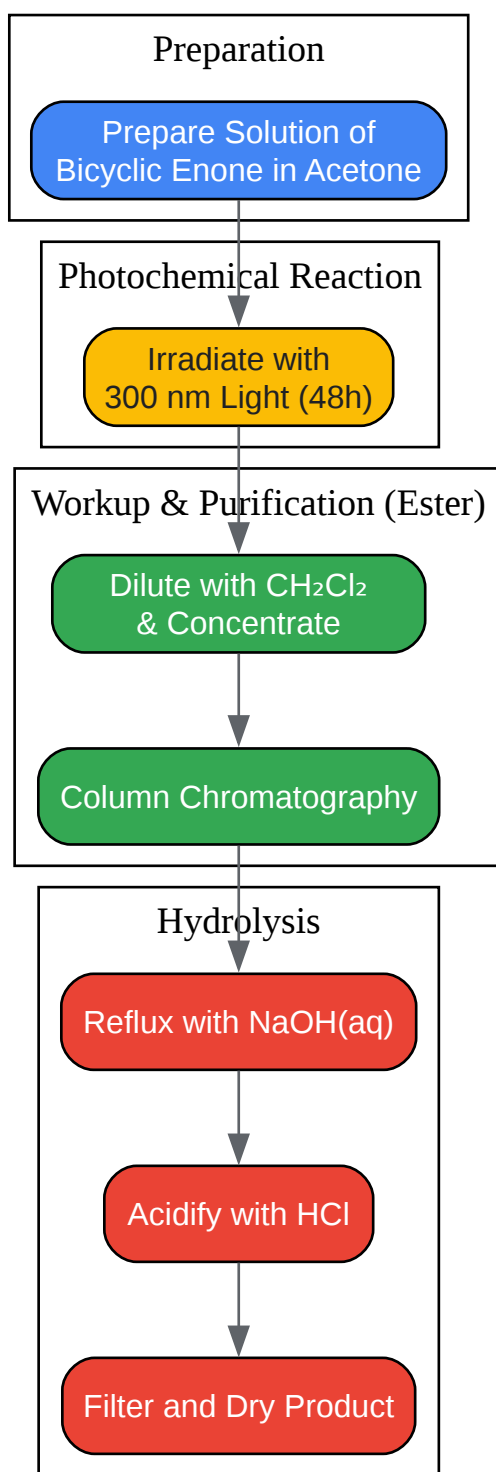 Preparation
Prepare Solution of
Bicyclic Enone in Acetone
Photochemical Reaction
Irradiate with
300 nm Light (48h)
Workup & Purification (Ester)
Dilute with CH₂Cl₂
& Concentrate
Column Chromatography
Hydrolysis
Reflux with NaOH(aq)
Acidify with HCl
Filter and Dry Product